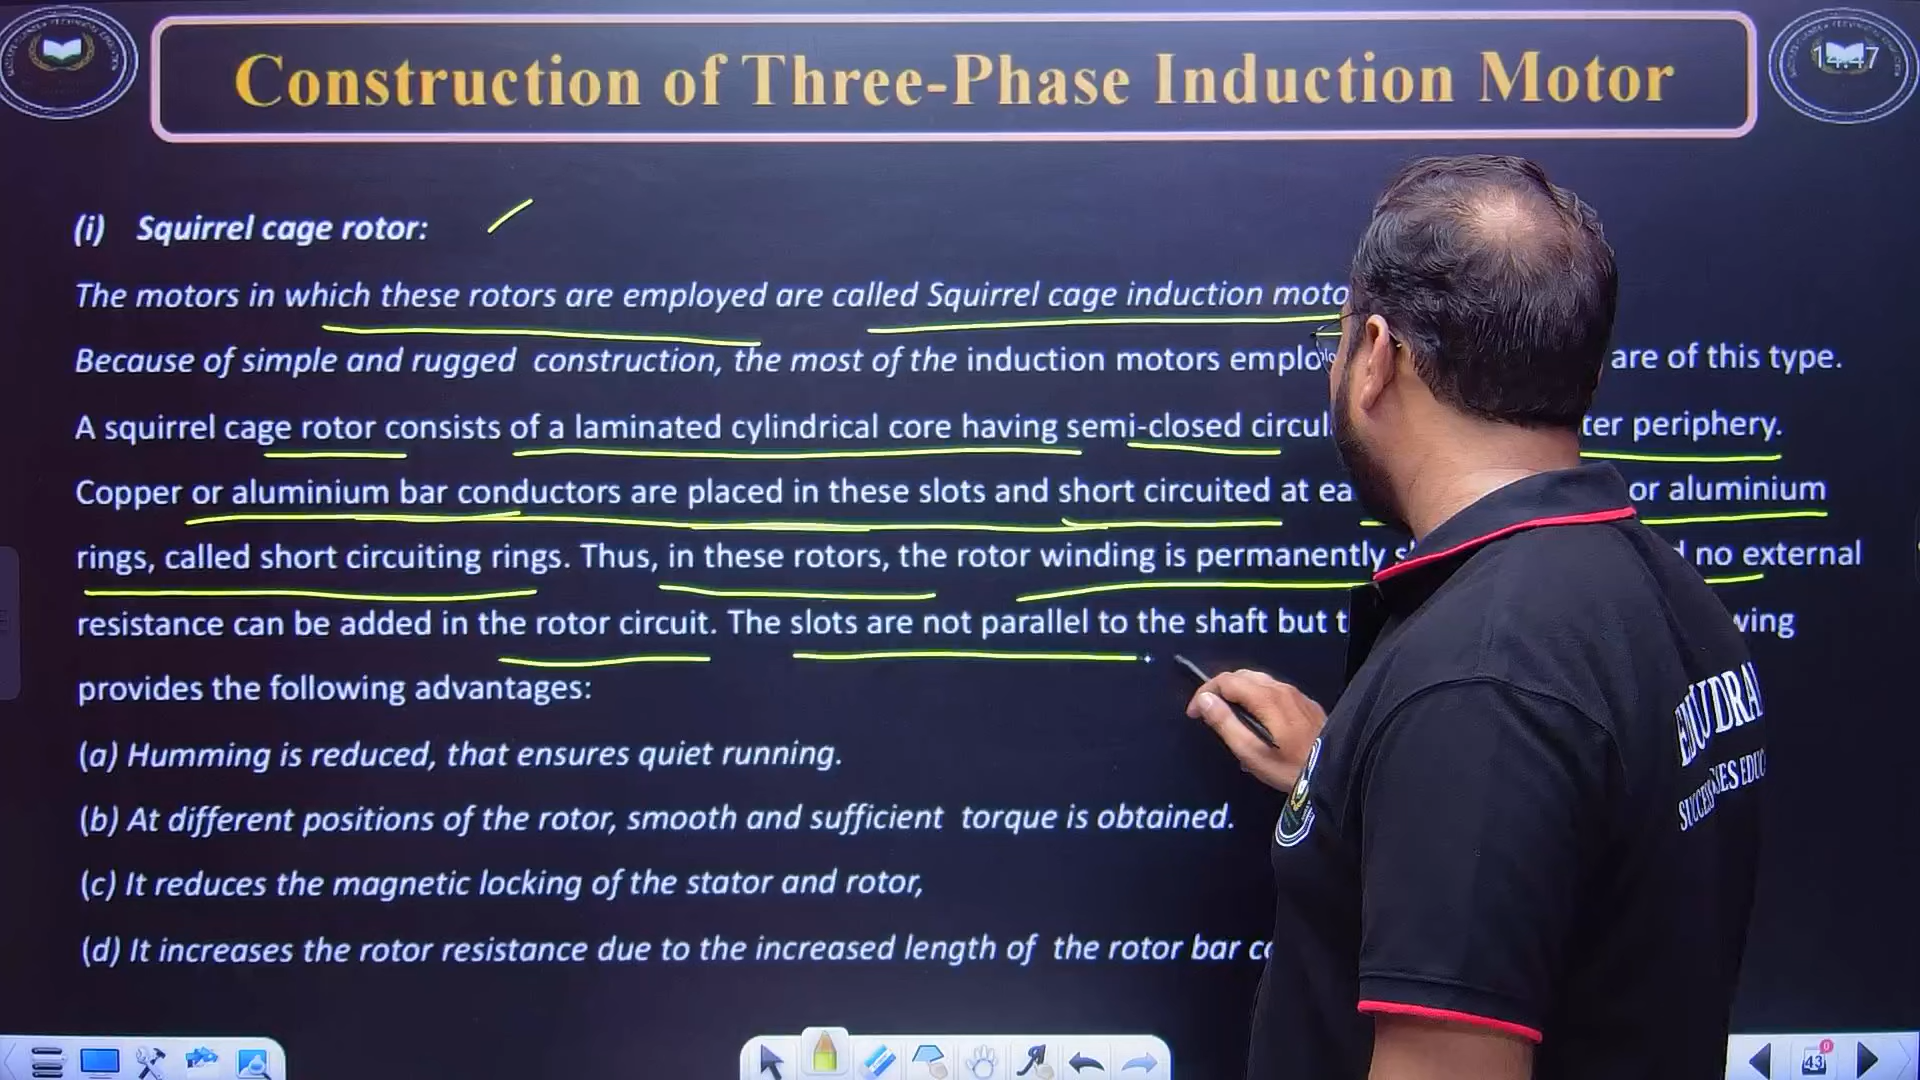 Construction of Three-Phase Induction Motor
14:47
(i) Squirrel cage rotor:
The motors in which these rotors are employed are called Squirrel cage induction moto
Because of simple and rugged construction, the most of the induction motors emplo are of this type.
A squirrel cage rotor consists of a laminated cylindrical core having semi-closed circul ter periphery.
Copper or aluminium bar conductors are placed in these slots and short circuited at ea or aluminium
rings, called short circuiting rings. Thus, in these rotors, the rotor winding is permanently s d no external
resistance can be added in the rotor circuit. The slots are not parallel to the shaft but t wing
provides the following advantages:
(a) Humming is reduced, that ensures quiet running.
(b) At different positions of the rotor, smooth and sufficient torque is obtained.
(c) It reduces the magnetic locking of the stator and rotor,
(d) It increases the rotor resistance due to the increased length of the rotor bar co
EDUDRA
43
0